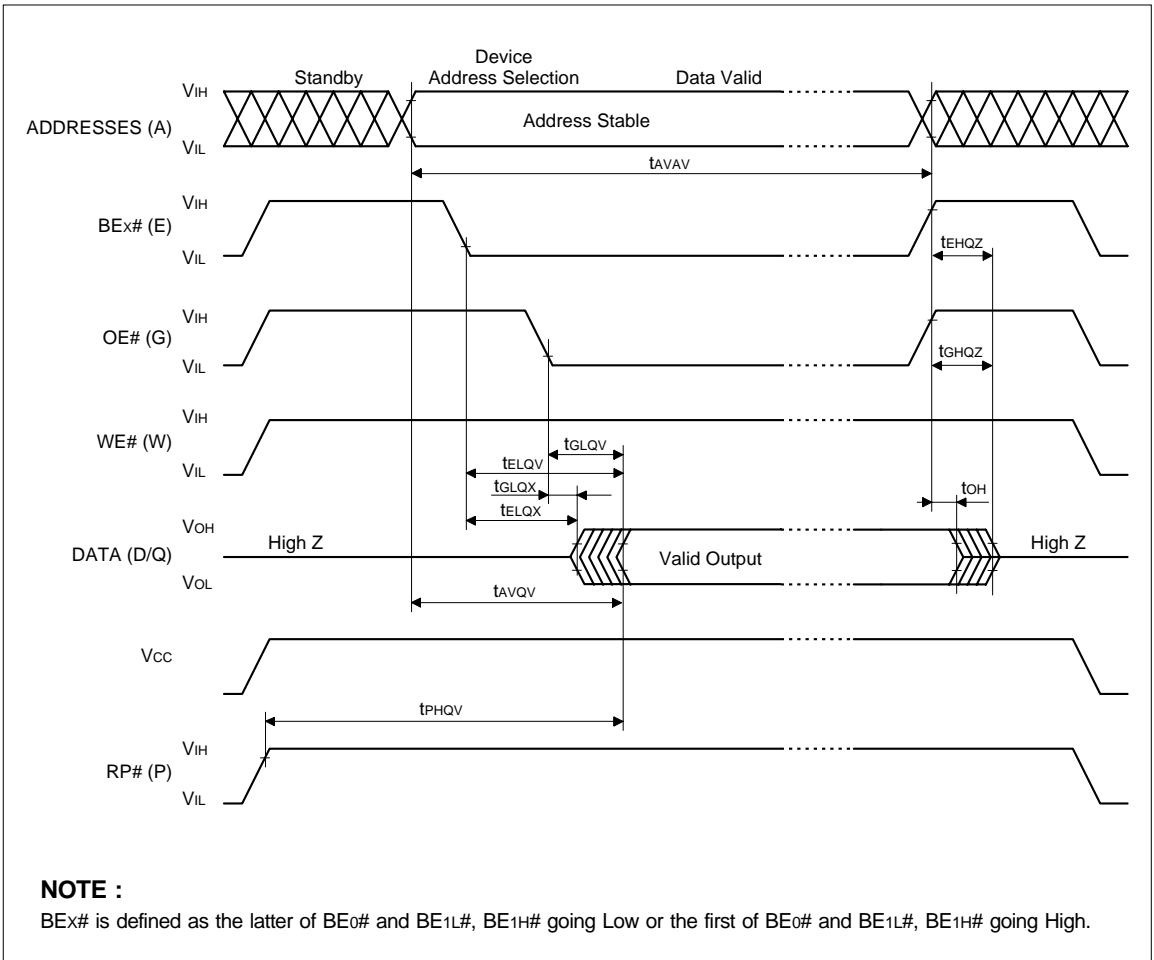 Device
Standby Address Selection Data Valid
VIH
ADDRESSES (A) Address Stable
VIL
tAVAV
VIH
BEX# (E)
VIL
tEHQZ
VIH
OE# (G)
VIL
tGHQZ
VIH
WE# (W)
VIL
tGLQV
tELQV
tGLQX
tELQX
tOH
VOH
DATA (D/Q) High Z Valid Output High Z
VOL
tAVQV
VCC
tPHQV
VIH
RP# (P)
VIL
NOTE :
BEX# is defined as the latter of BE0# and BE1L#, BE1H# going Low or the first of BE0# and BE1L#, BE1H# going High.